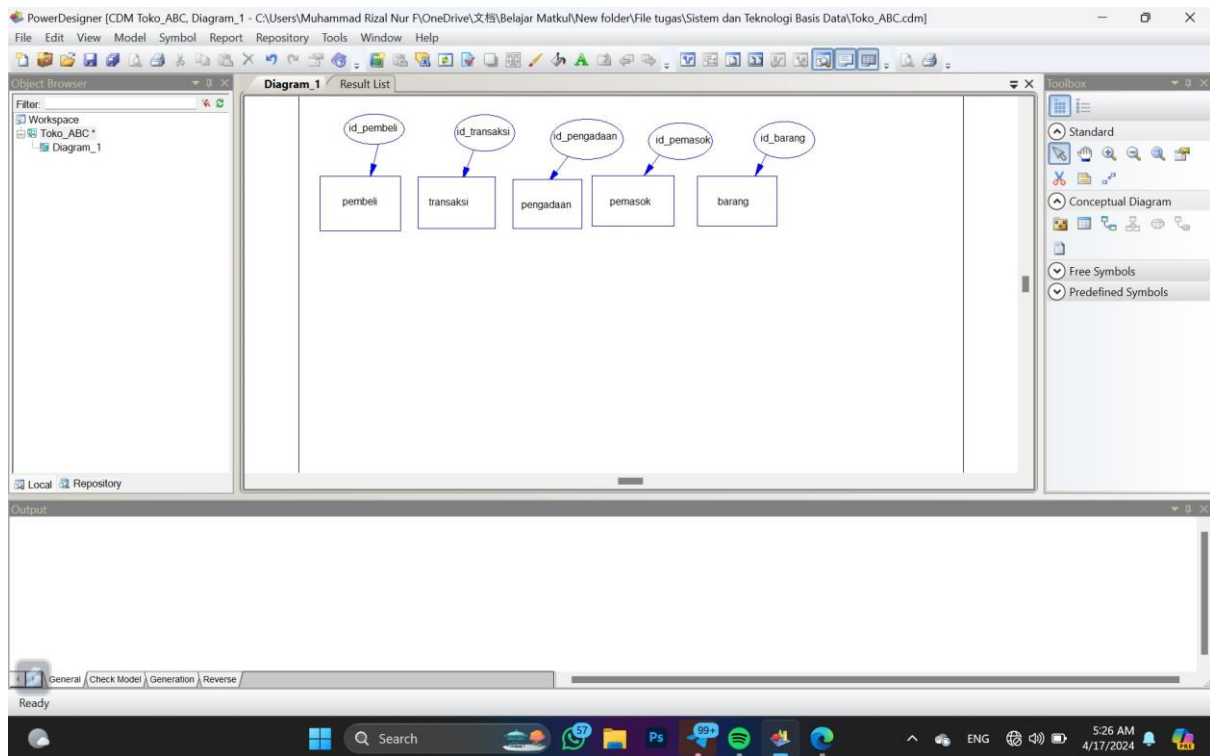 PowerDesigner [CDM Toko_ABC, Diagram_1 - C:\Users\Muhammad Rizal Nur F\OneDrive\文档\Belajar Matkul\New folder\File tugas\Sistem dan Teknologi Basis Data\Toko_ABC.cdm]
File Edit View Model Symbol Report Repository Tools Window Help
Object Browser
Diagram_1 Result List
Toolbox
Filter:
Workspace
Toko_ABC *
Diagram_1
id_pembeli id_transaksi id_pengadaan id_pemasok id_barang
pembeli transaksi pengadaan pemasok barang
Standard
Conceptual Diagram
Free Symbols
Predefined Symbols
Local Repository
Output
General Check Model Generation Reverse
Ready
Search
57
Ps
99+
ENG
5:26 AM
4/17/2024
PRE